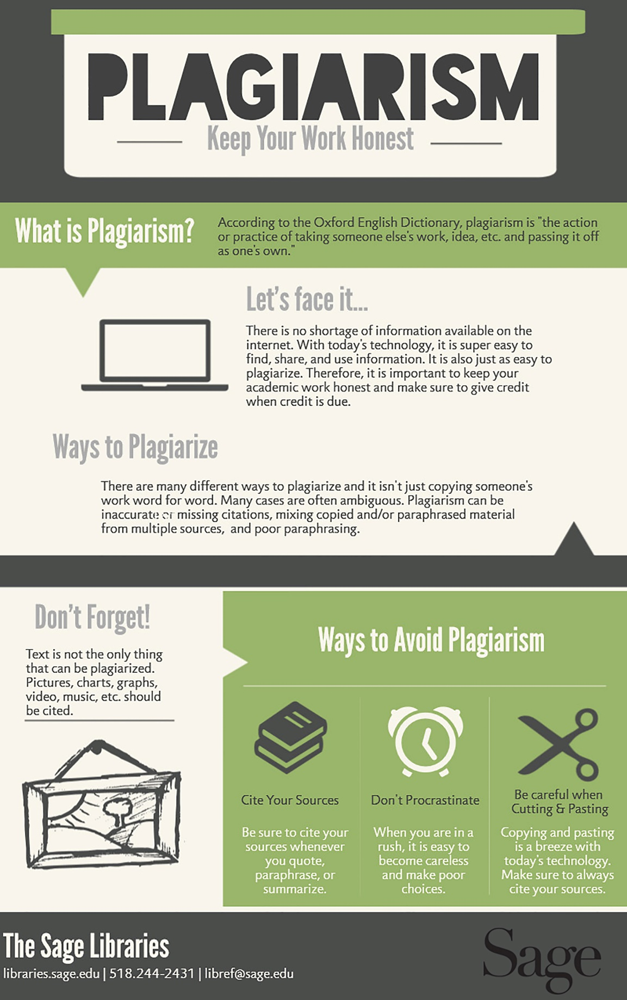 PLAGIARISM
Keep Your Work Honest
What is Plagiarism?
According to the Oxford English Dictionary, plagiarism is "the action
or practice of taking someone else's work, idea, etc. and passing it off
as one's own."
Let's face it...
There is no shortage of information available on the
internet. With today's technology, it is super easy to
find, share, and use information. It is also just as easy to
plagiarize. Therefore, it is important to keep your
academic work honest and make sure to give credit
when credit is due.
Ways to Plagiarize
There are many different ways to plagiarize and it isn't just copying someone's
work word for word. Many cases are often ambiguous. Plagiarism can be
inaccurate or missing citations, mixing copied and/or paraphrased material
from multiple sources, and poor paraphrasing.
Don't Forget!
Text is not the only thing
that can be plagiarized.
Pictures, charts, graphs,
video, music, etc. should
be cited.
Ways to Avoid Plagiarism
Cite Your Sources
Be sure to cite your
sources whenever
you quote,
paraphrase, or
summarize.
Don't Procrastinate
When you are in a
rush, it is easy to
become careless
and make poor
choices.
Be careful when
Cutting & Pasting
Copying and pasting
is a breeze with
today's technology.
Make sure to always
cite your sources.
The Sage Libraries
libraries.sage.edu | 518.244-2431 | libref@sage.edu
Sage